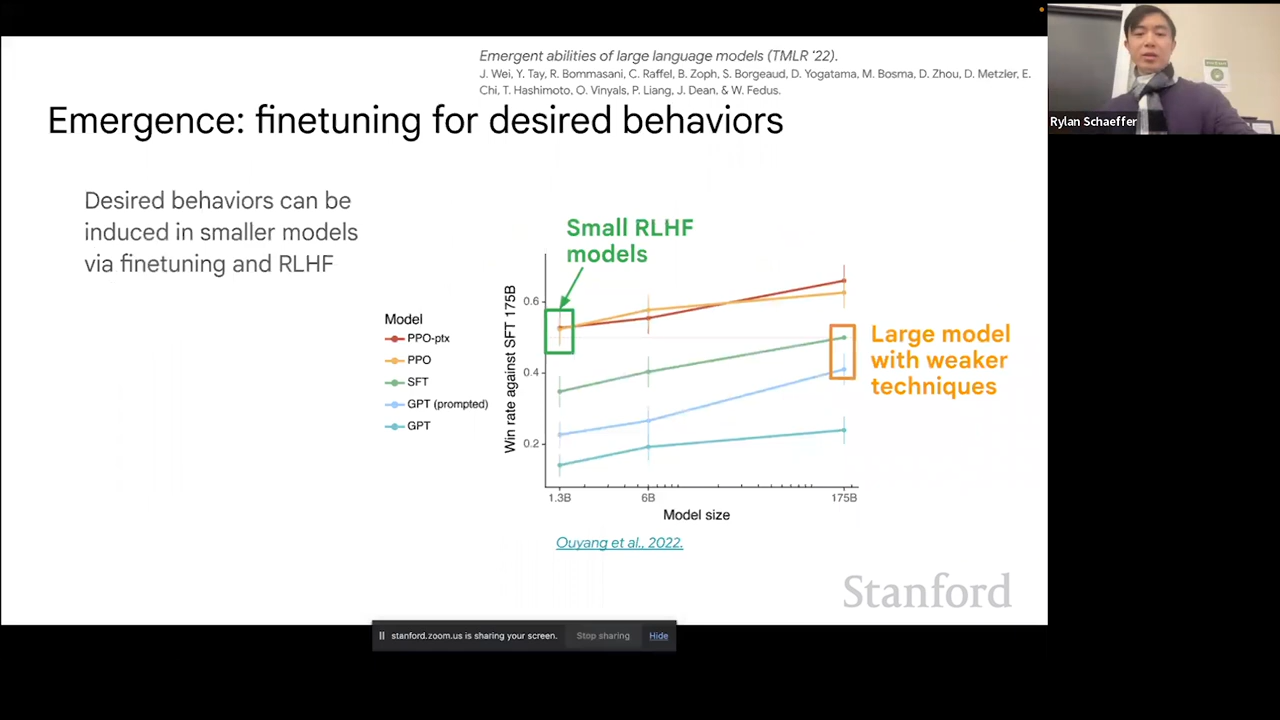 Emergent abilities of large language models (TMLR ‘22).
J. Wei, Y. Tay, R. Bommasani, C. Raffel, B. Zoph, S. Borgeaud, D. Yogatama, M. Bosma, D. Zhou, D. Metzler, E.
Chi, T. Hashimoto, O. Vinyals, P. Liang, J. Dean, & W. Fedus.
Rylan Schaeffer
Emergence: finetuning for desired behaviors
Desired behaviors can be
induced in smaller models
via finetuning and RLHF
Small RLHF
models
Model
PPO-ptx
PPO
SFT
GPT (prompted)
GPT
Win rate against SFT 175B
0.6
0.4
0.2
1.3B
6B
175B
Model size
Large model
with weaker
techniques
Ouyang et al., 2022.
Stanford
stanford.zoom.us is sharing your screen.
Stop sharing
Hide